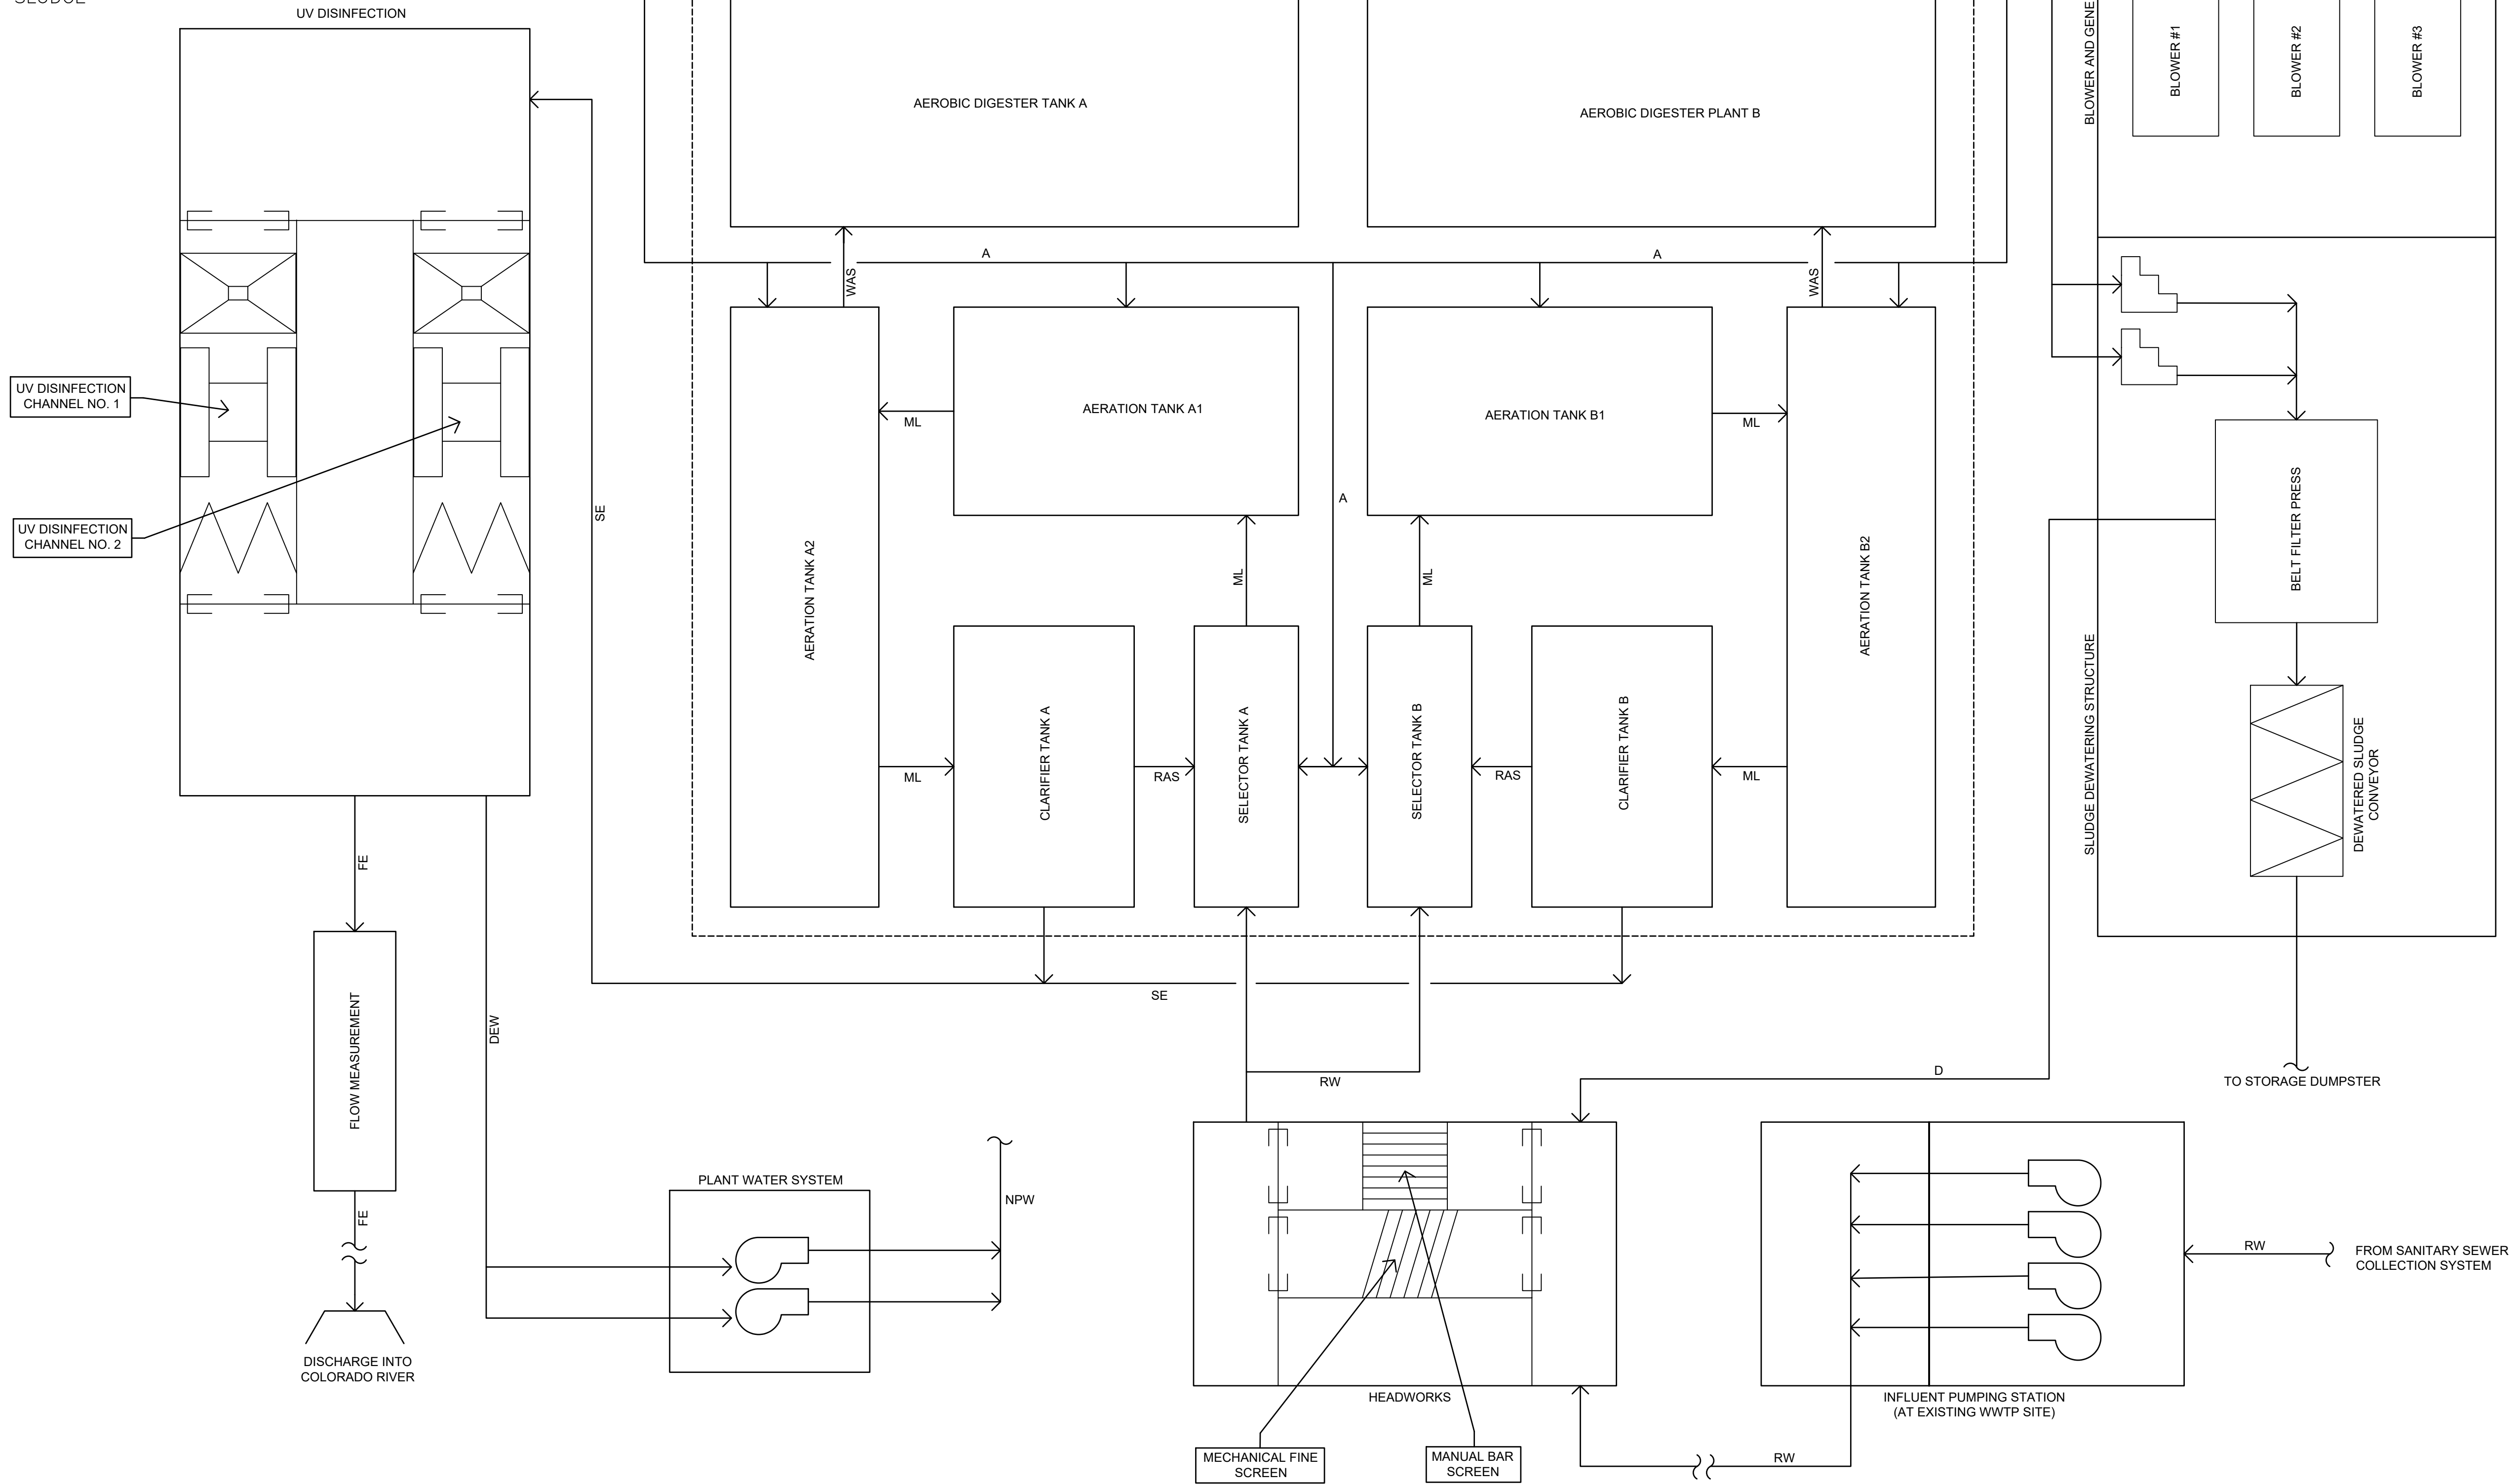 UV DISINFECTION
AEROBIC DIGESTER TANK A
AEROBIC DIGESTER PLANT B
BLOWER #1
BLOWER #2
BLOWER #3
BLOWER AND
A
A
WAS
WAS
UV DISINFECTION
CHANNEL NO. 1
UV DISINFECTION
CHANNEL NO. 2
AERATION TANK A1
AERATION TANK B1
ML
ML
SE
A
AERATION TANK A2
ML
ML
AERATION TANK B2
BELT FILTER PRESS
CLARIFIER TANK A
SELECTOR TANK A
SELECTOR TANK B
CLARIFIER TANK B
ML
RAS
RAS
ML
SLUDGE DEWATERING STRUCTURE
DEWATERED SLUDGE
CONVEYOR
FE
SE
FLOW MEASUREMENT
DEW
RW
D
TO STORAGE DUMPSTER
PLANT WATER SYSTEM
NPW
FE
RW
FROM SANITARY SEWER
COLLECTION SYSTEM
DISCHARGE INTO
COLORADO RIVER
HEADWORKS
INFLUENT PUMPING STATION
(AT EXISTING WWTP SITE)
MECHANICAL FINE
SCREEN
MANUAL BAR
SCREEN
RW